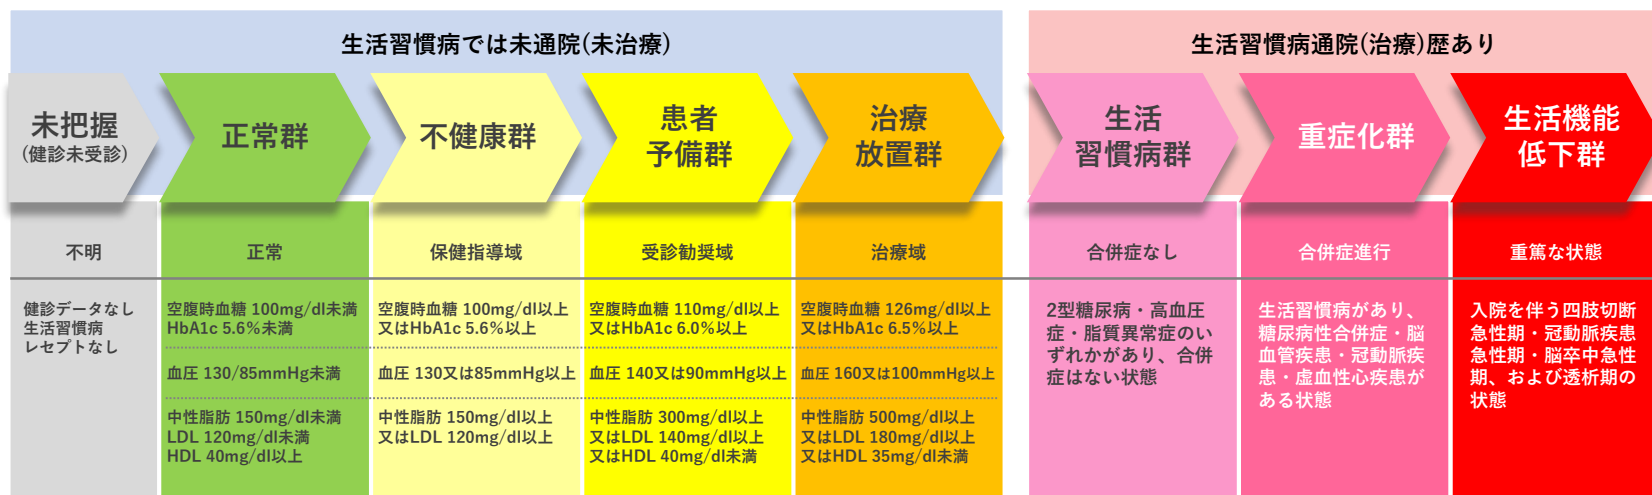 生活習慣病では未通院(未治療)
生活習慣病通院(治療)歴あり
未把握
(健診未受診)
正常群
不健康群
患者
予備群
治療
放置群
生活
習慣病群
重症化群
生活機能
低下群
不明
正常
保健指導域
受診勧奨域
治療域
合併症なし
合併症進行
重篤な状態
健診データなし
生活習慣病
レセプトなし
空腹時血糖 100mg/dl未満
HbA1c 5.6%未満
血圧 130/85mmHg未満
中性脂肪 150mg/dl未満
LDL 120mg/dl未満
HDL 40mg/dl以上
空腹時血糖 100mg/dl以上
又はHbA1c 5.6%以上
血圧 130又は85mmHg以上
中性脂肪 150mg/dl以上
又はLDL 120mg/dl以上
空腹時血糖 110mg/dl以上
又はHbA1c 6.0%以上
血圧 140又は90mmHg以上
中性脂肪 300mg/dl以上
又はLDL 140mg/dl以上
又はHDL 40mg/dl未満
空腹時血糖 126mg/dl以上
又はHbA1c 6.5%以上
血圧 160又は100mmHg以上
中性脂肪 500mg/dl以上
又はLDL 180mg/dl以上
又はHDL 35mg/dl未満
2型糖尿病・高血圧
症・脂質異常症のい
ずれかがあり、合併
症はない状態
生活習慣病があり、
糖尿病性合併症・脳
血管疾患・冠動脈疾
患・虚血性心疾患が
ある状態
入院を伴う四肢切断
急性期・冠動脈疾患
急性期・脳卒中急性
期、および透析期の
状態